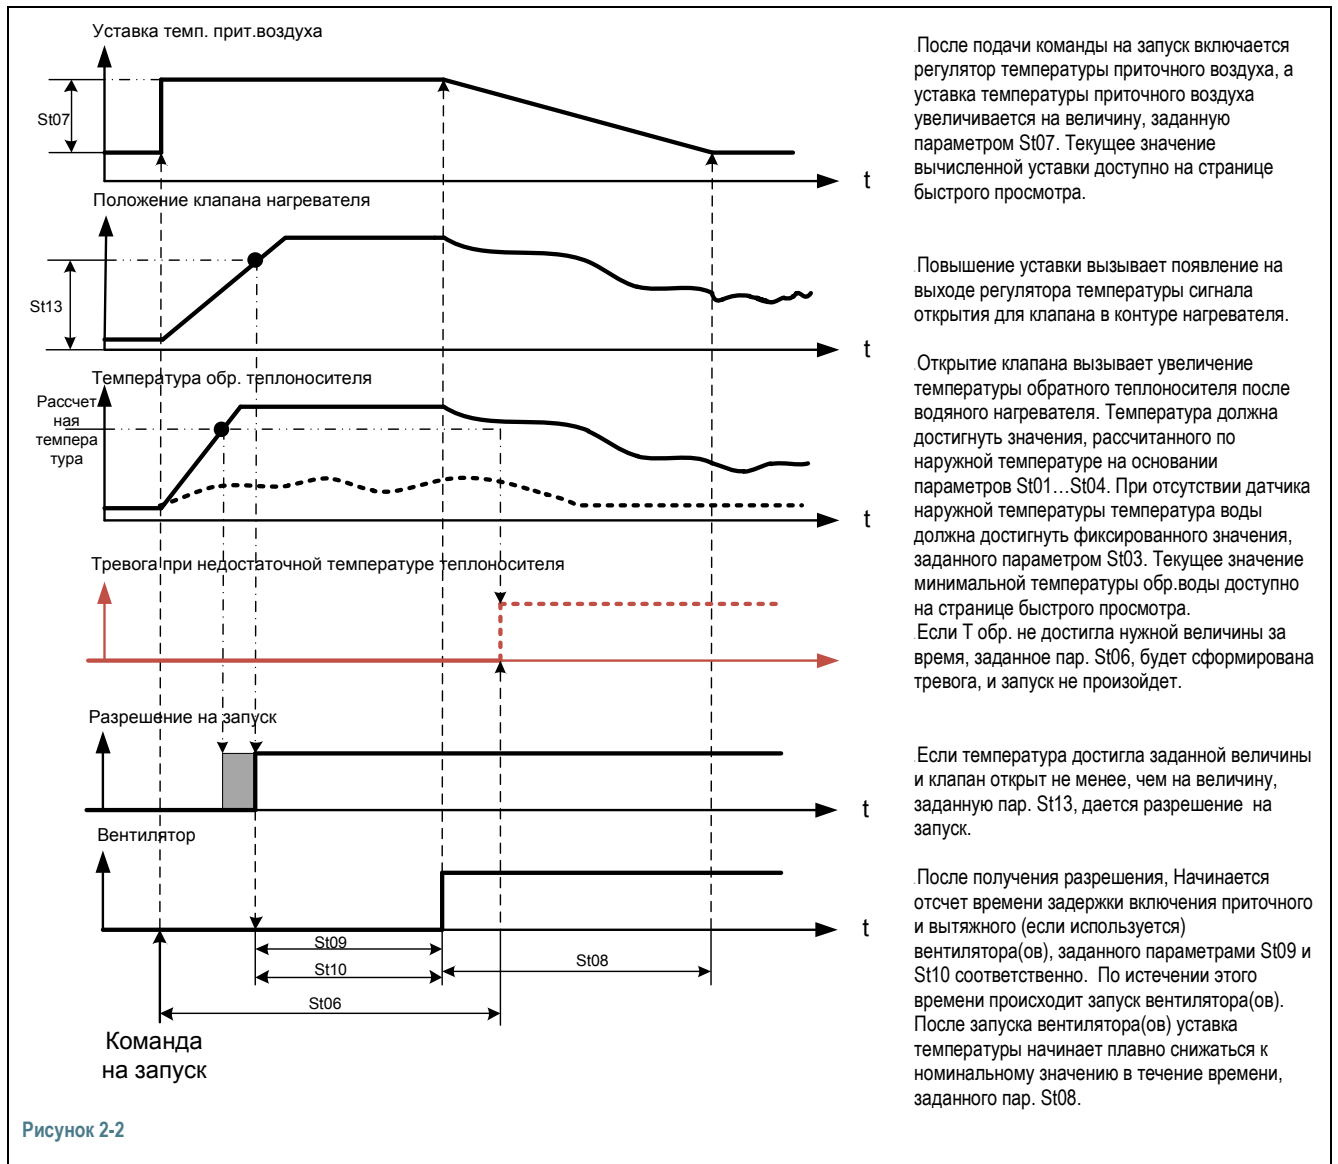 Уставка темп. прит.воздуха
St07
t
Положение клапана нагревателя
St13
t
Температура обр. теплоносителя
Рассчет
ная
темпера
тура
t
Тревога при недостаточной температуре теплоносителя
Разрешение на запуск
t
Вентилятор
t
St09
St10
St08
St06
Команда
на запуск
После подачи команды на запуск включается
регулятор температуры приточного воздуха, а
уставка температуры приточного воздуха
увеличивается на величину, заданную
параметром St07. Текущее значение
вычисленной уставки доступно на странице
быстрого просмотра.
Повышение уставки вызывает появление на
выходе регулятора температуры сигнала
открытия для клапана в контуре нагревателя.
Открытие клапана вызывает увеличение
температуры обратного теплоносителя после
водяного нагревателя. Температура должна
достигнуть значения, рассчитанного по
наружной температуре на основании
параметров St01…St04. При отсутствии датчика
наружной температуры температура воды
должна достигнуть фиксированного значения,
заданного параметром St03. Текущее значение
минимальной температуры обр.воды доступно
на странице быстрого просмотра.
Если Т обр. не достигла нужной величины за
время, заданное пар. St06, будет сформирована
тревога, и запуск не произойдет.
Если температура достигла заданной величины
и клапан открыт не менее, чем на величину,
заданную пар. St13, дается разрешение на
запуск.
После получения разрешения, Начинается
отсчет времени задержки включения приточного
и вытяжного (если используется)
вентилятора(ов), заданного параметрами St09 и
St10 соответственно. По истечении этого
времени происходит запуск вентилятора(ов).
После запуска вентилятора(ов) уставка
температуры начинает плавно снижаться к
номинальному значению в течение времени,
заданного пар. St08.
Рисунок 2-2